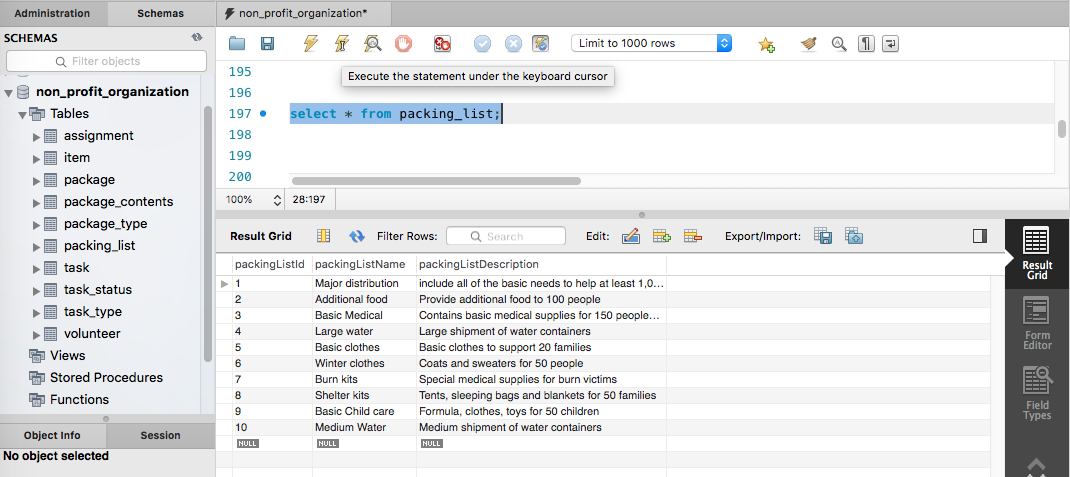 Administration Schemas non_profit_organization*
SCHEMAS
Filter objects
Limit to 1000 rows
Execute the statement under the keyboard cursor
non_profit_organization
Tables
assignment
item
package
package_contents
package_type
packing_list
task
task_status
task_type
volunteer
Views
Stored Procedures
Functions
Object Info Session
No object selected
195
196
197 select * from packing_list;
198
199
200
100% 28:197
Result Grid Filter Rows: Search Edit: Export/Import:
packingListId packingListName packingListDescription
1 Major distribution include all of the basic needs to help at least 1,0...
2 Additional food Provide additional food to 100 people
3 Basic Medical Contains basic medical supplies for 150 people...
4 Large water Large shipment of water containers
5 Basic clothes Basic clothes to support 20 families
6 Winter clothes Coats and sweaters for 50 people
7 Burn kits Special medical supplies for burn victims
8 Shelter kits Tents, sleeping bags and blankets for 50 families
9 Basic Child care Formula, clothes, toys for 50 children
10 Medium Water Medium shipment of water containers
NULL NULL NULL
Result
Grid
Form
Editor
Field
Types